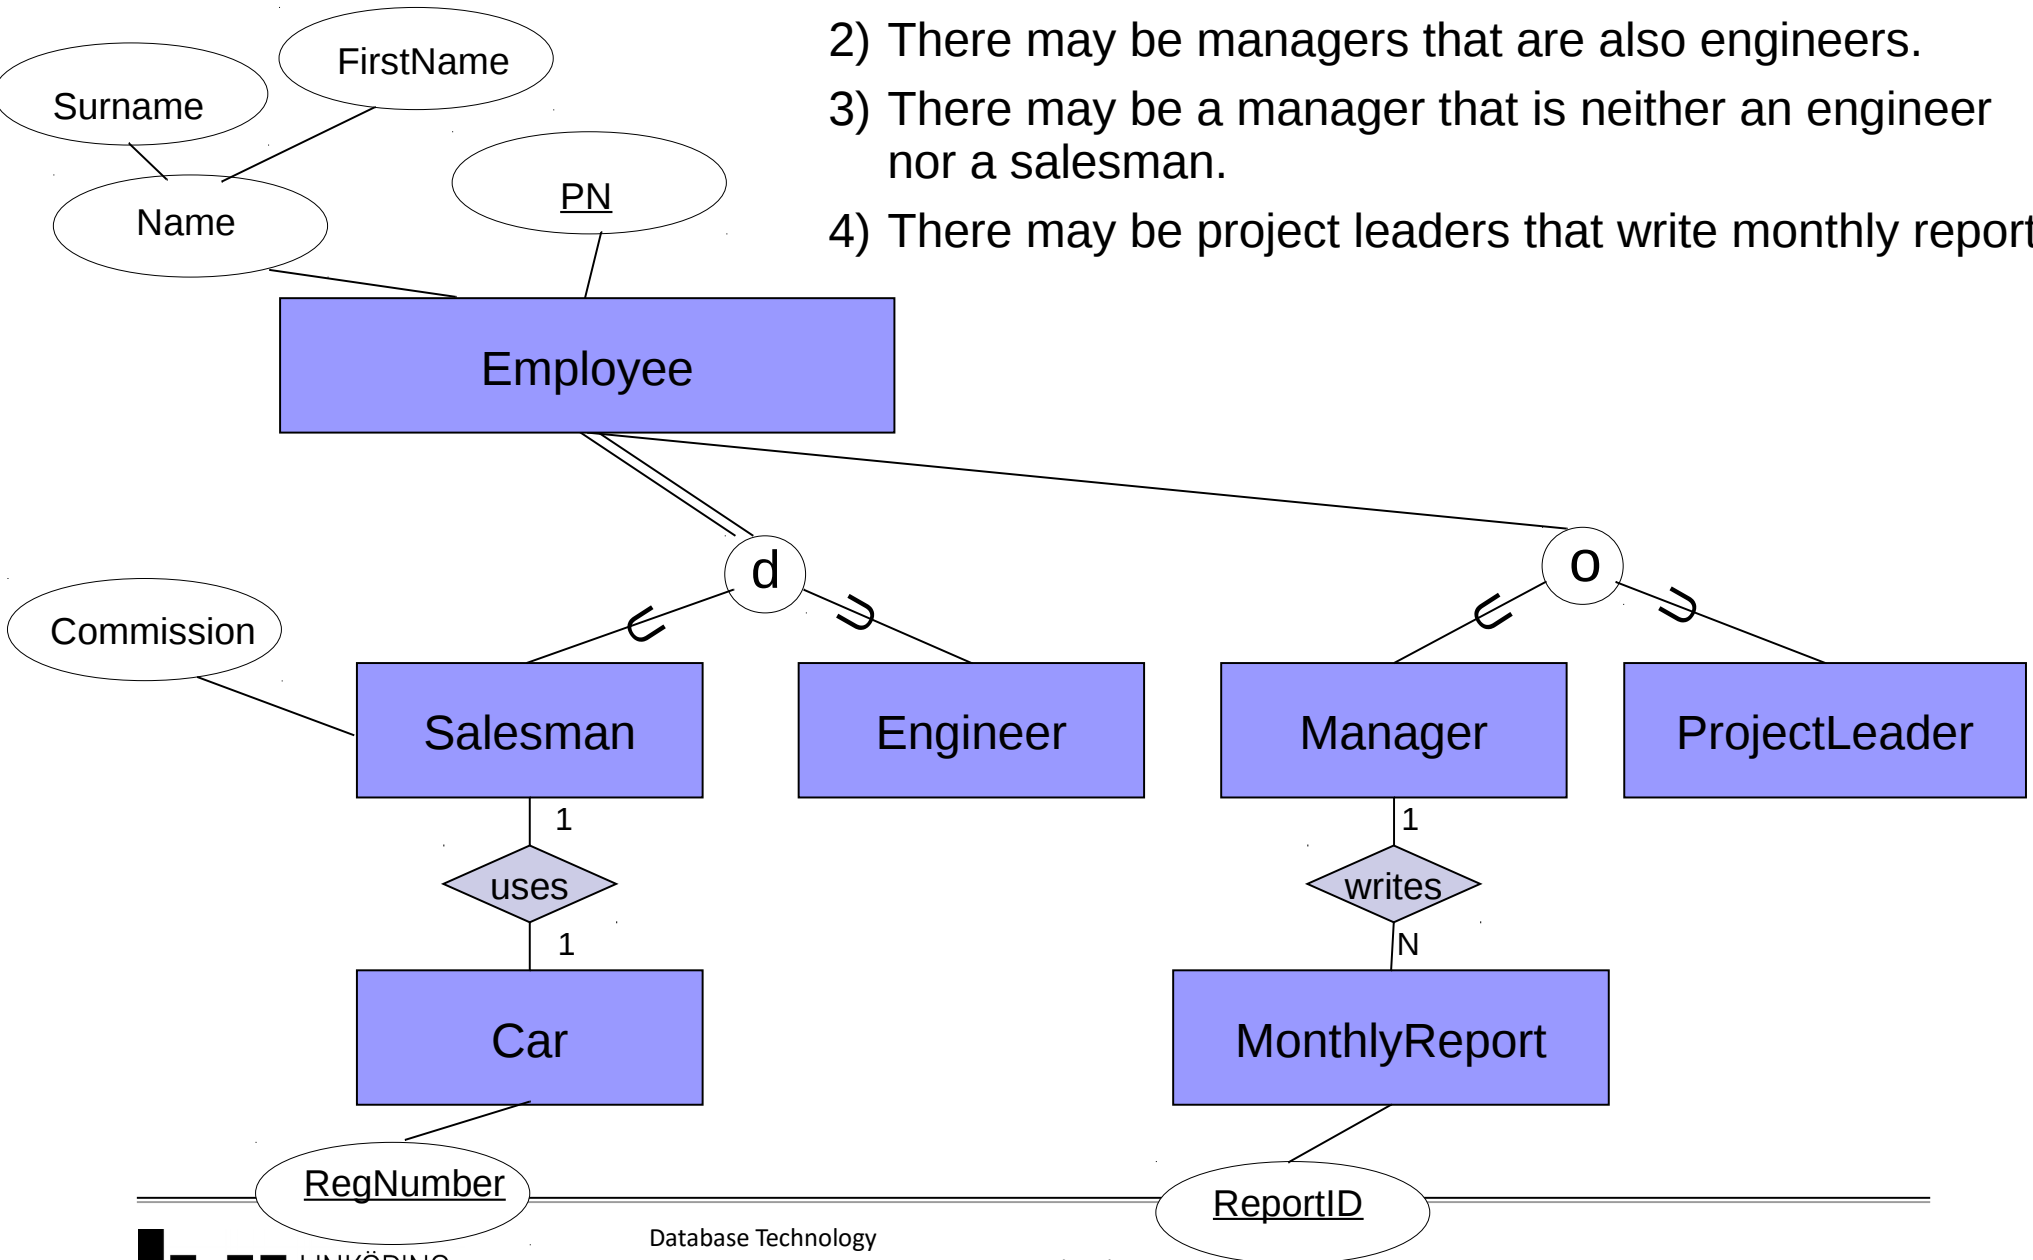 2) There may be managers that are also engineers.
3) There may be a manager that is neither an engineer
nor a salesman.
4) There may be project leaders that write monthly report
FirstName
Surname
PN
Name
Employee
d
o
Commission
Salesman
Engineer
Manager
ProjectLeader
1
1
uses
writes
1
N
Car
MonthlyReport
RegNumber
ReportID
Database Technology